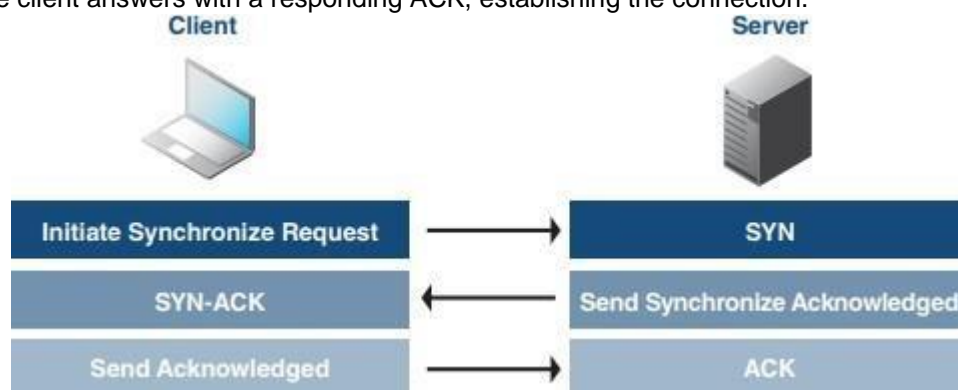 e client answers with a responding ACK, establishing the connection.
Client Server
Initiate Synchronize Request SYN
SYN-ACK Send Synchronize Acknowledged
Send Acknowledged ACK